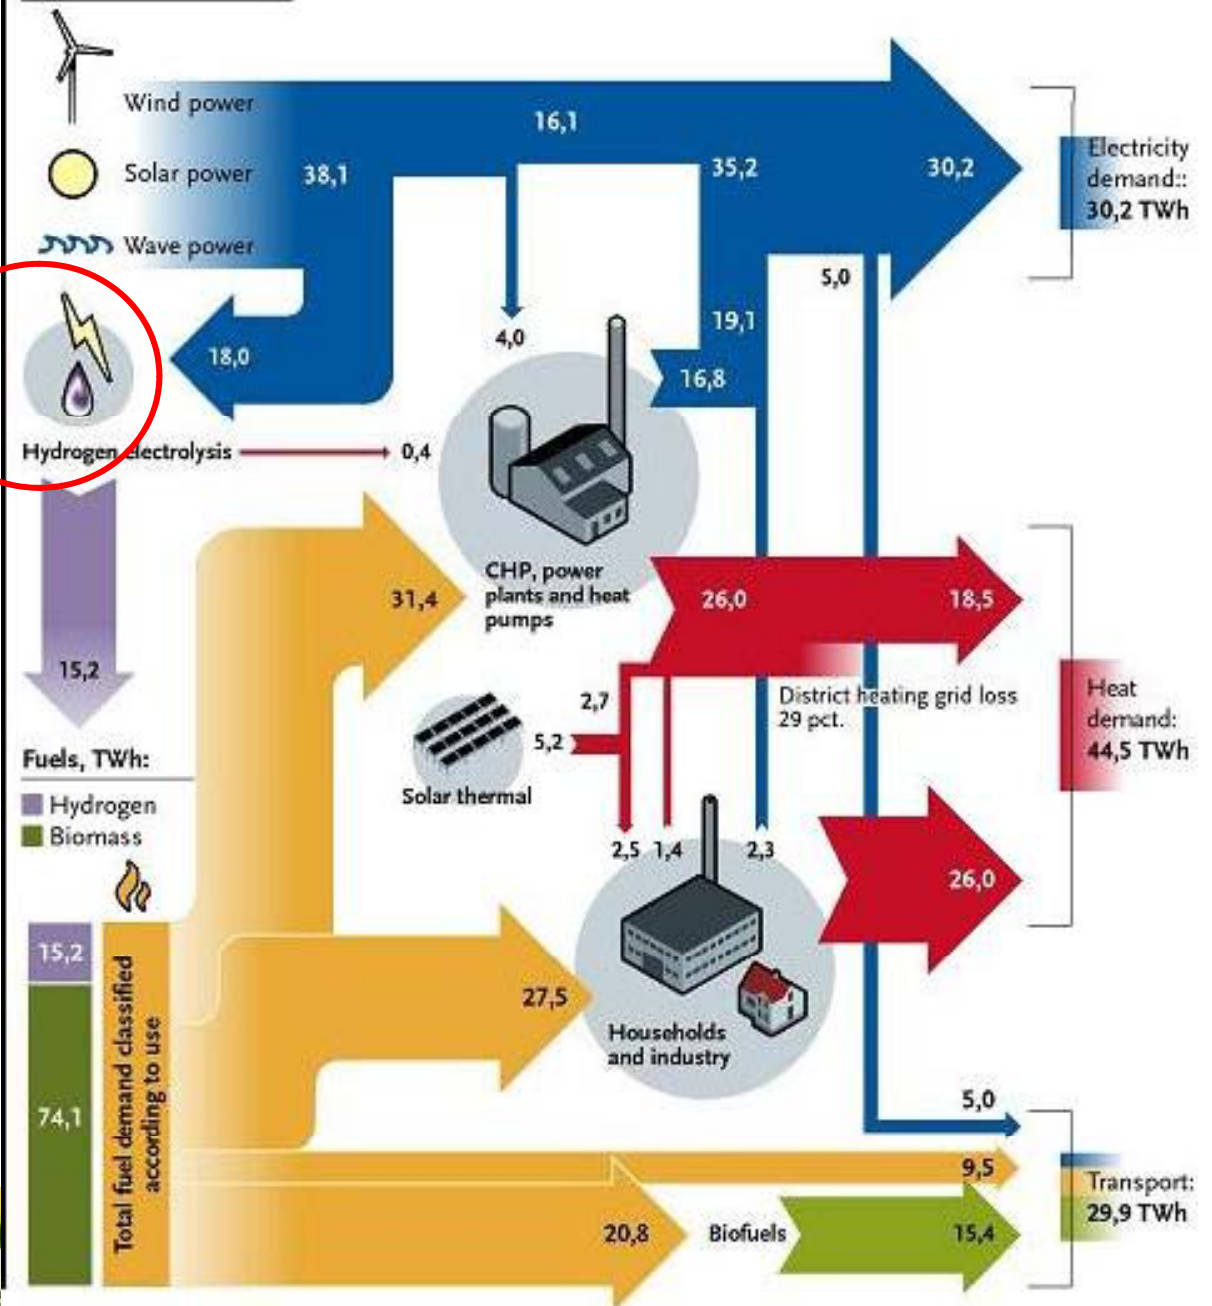 Wind power
16,1
Solar power
38,1
35,2
30,2
Electricity
demand::
30,2 TWh
Wave power
5,0
18,0
4,0
19,1
16,8
Hydrogen electrolysis
0,4
CHP, power
plants and heat
pumps
31,4
26,0
18,5
15,2
2,7
5,2
District heating grid loss
29 pct.
Heat
demand:
44,5 TWh
Solar thermal
Fuels, TWh:
Hydrogen
Biomass
2,5
1,4
2,3
26,0
15,2
74,1
Total fuel demand classified
according to use
27,5
Households
and industry
5,0
9,5
Transport:
29,9 TWh
20,8
Biofuels
15,4